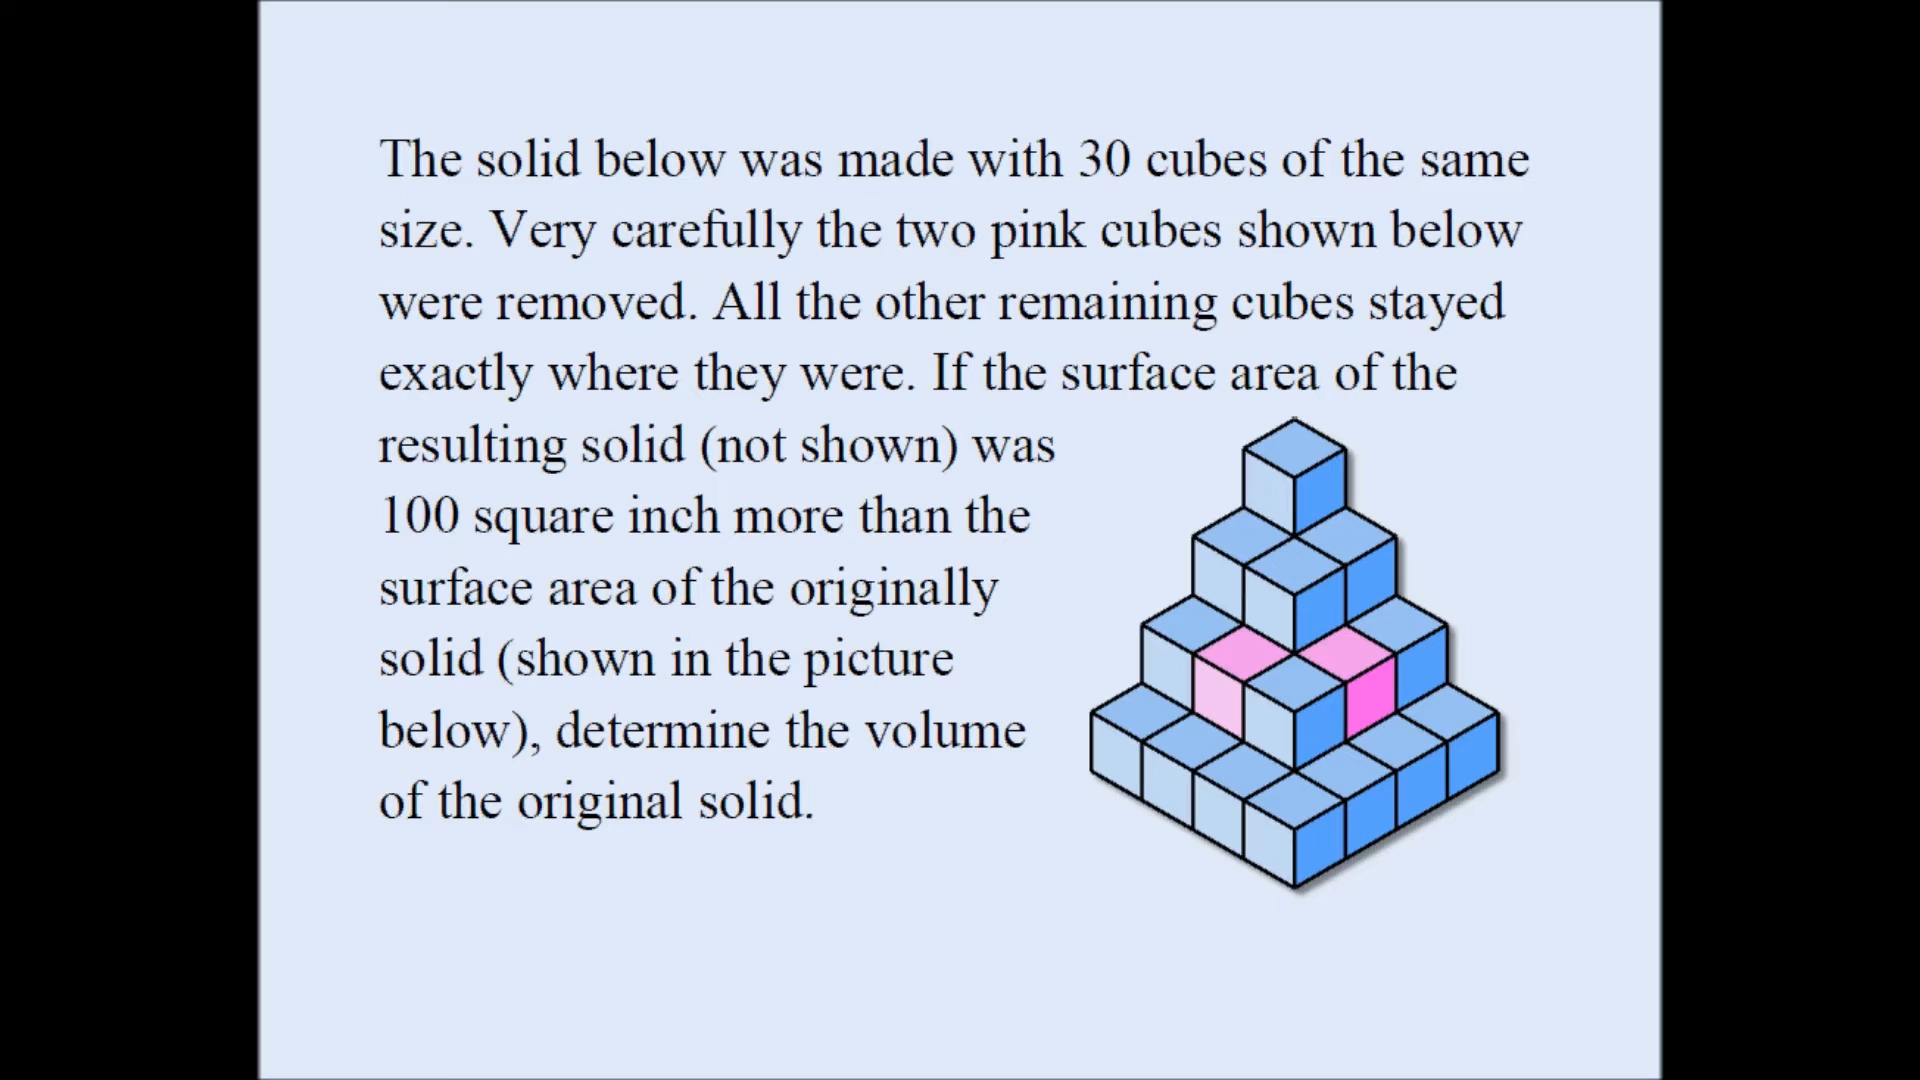 The solid below was made with 30 cubes of the same
size. Very carefully the two pink cubes shown below
were removed. All the other remaining cubes stayed
exactly where they were. If the surface area of the
resulting solid (not shown) was
100 square inch more than the
surface area of the originally
solid (shown in the picture
below), determine the volume
of the original solid.